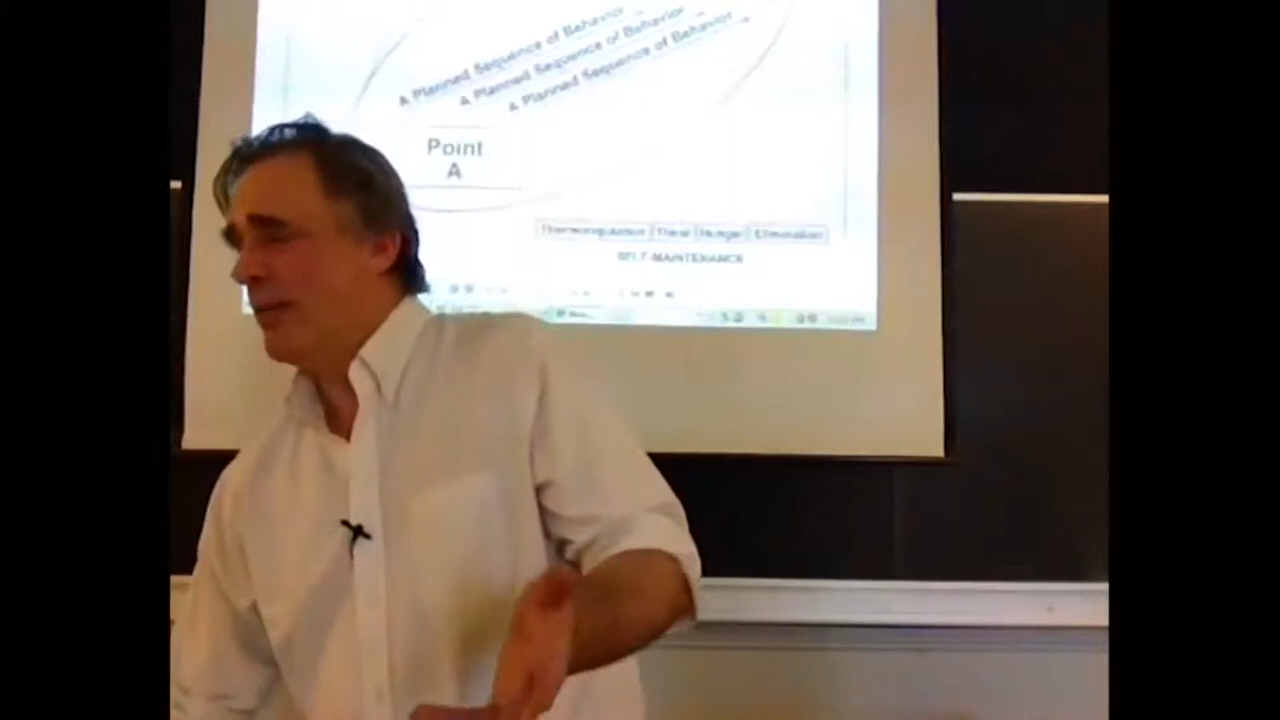 A Planned Sequence of Behavior
A Planned Sequence of Behavior
A Planned Sequence of Behavior
Point
A
Thermoregulation Thirst Hunger Elimination
SELF-MAINTENANCE